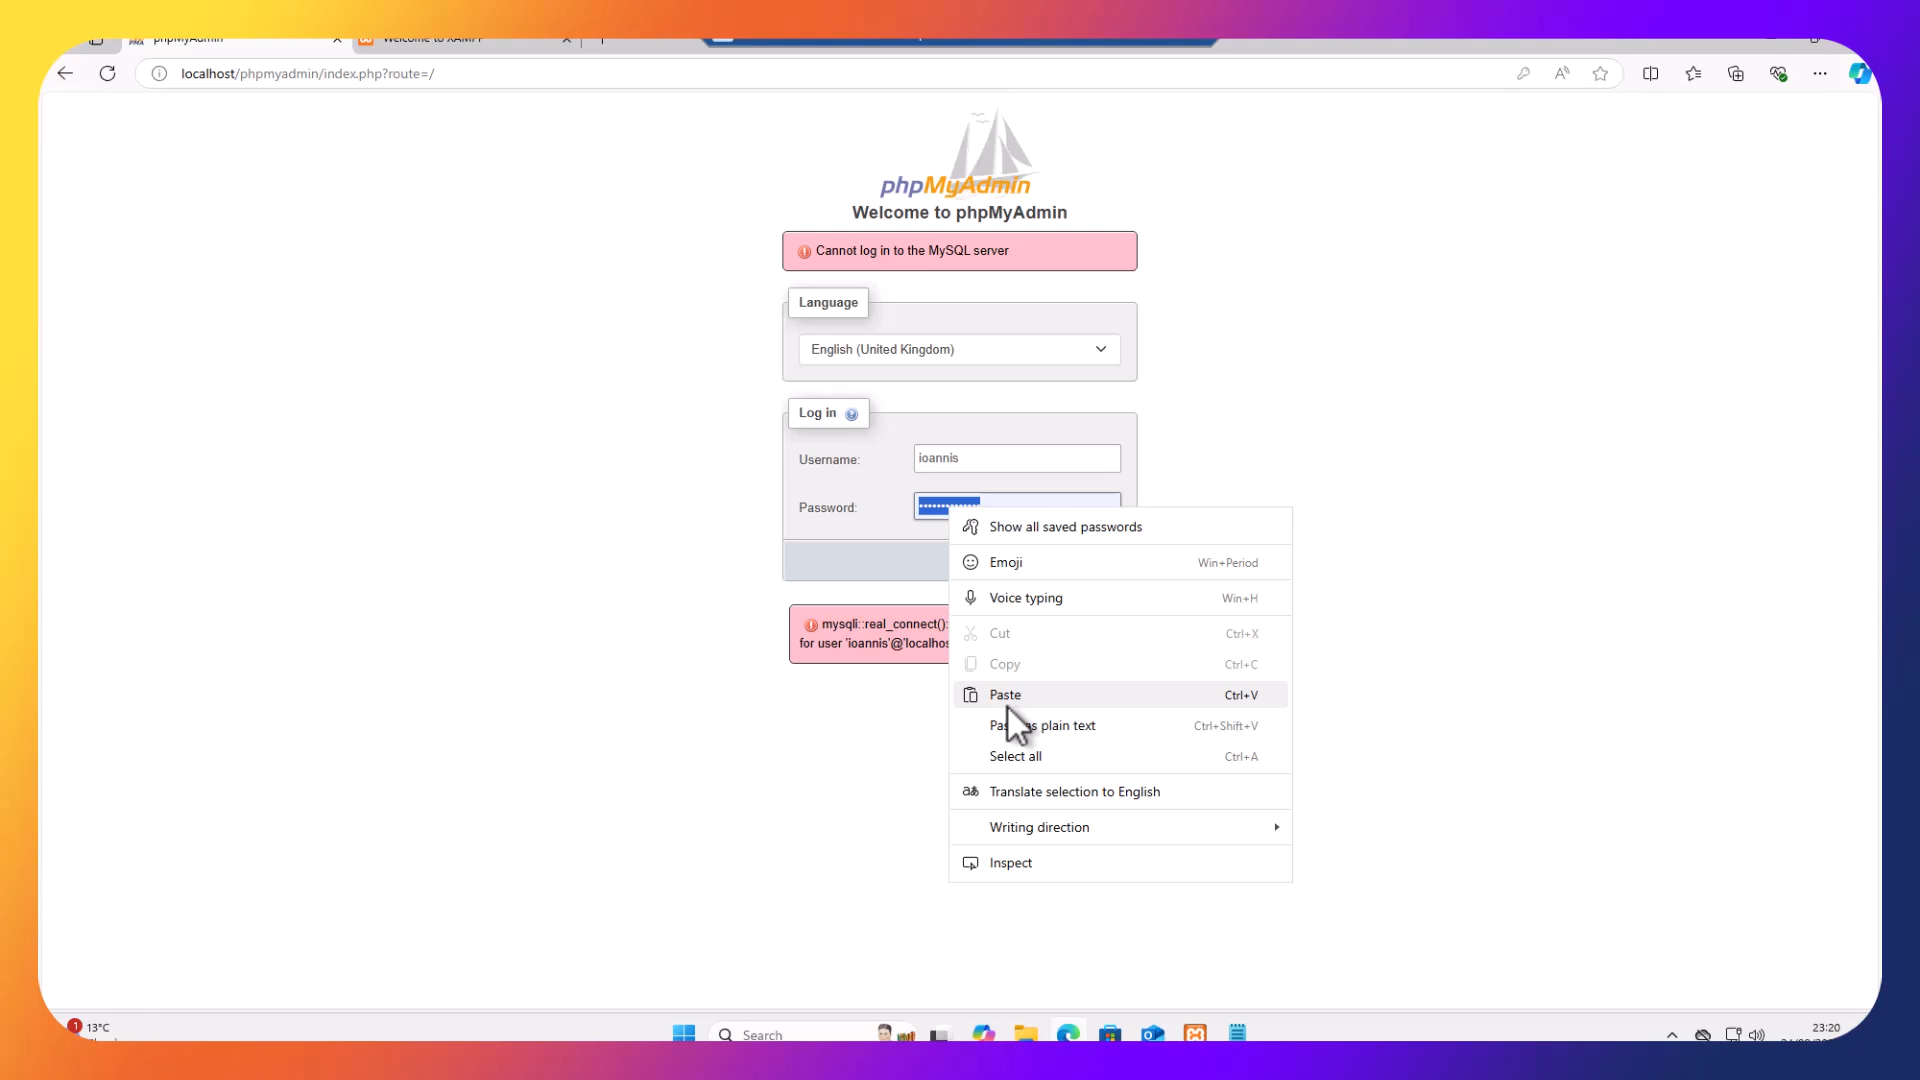 phpMyAdmin
localhost/phpmyadmin/index.php?route=/
phpMyAdmin
Welcome to phpMyAdmin
Cannot log in to the MySQL server
Language
English (United Kingdom)
Log in
Username:
ioannis
Password:
mysqli::real_connect():
for user 'ioannis'@'localhos
Show all saved passwords
Emoji Win+Period
Voice typing Win+H
Cut Ctrl+X
Copy Ctrl+C
Paste Ctrl+V
plain text Ctrl+Shift+V
Select all Ctrl+A
Translate selection to English
Writing direction
Inspect
1
13°C
Search
23:20